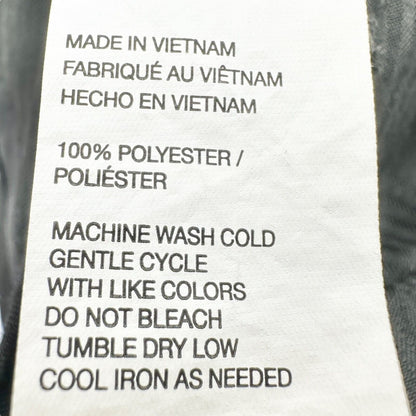 MADE IN VIETNAM
FABRIQUÉ AU VIÊTNAM
HECHO EN VIETNAM
100% POLYESTER /
POLIÉSTER
MACHINE WASH COLD
GENTLE CYCLE
WITH LIKE COLORS
DO NOT BLEACH
TUMBLE DRY LOW
COOL IRON AS NEEDED